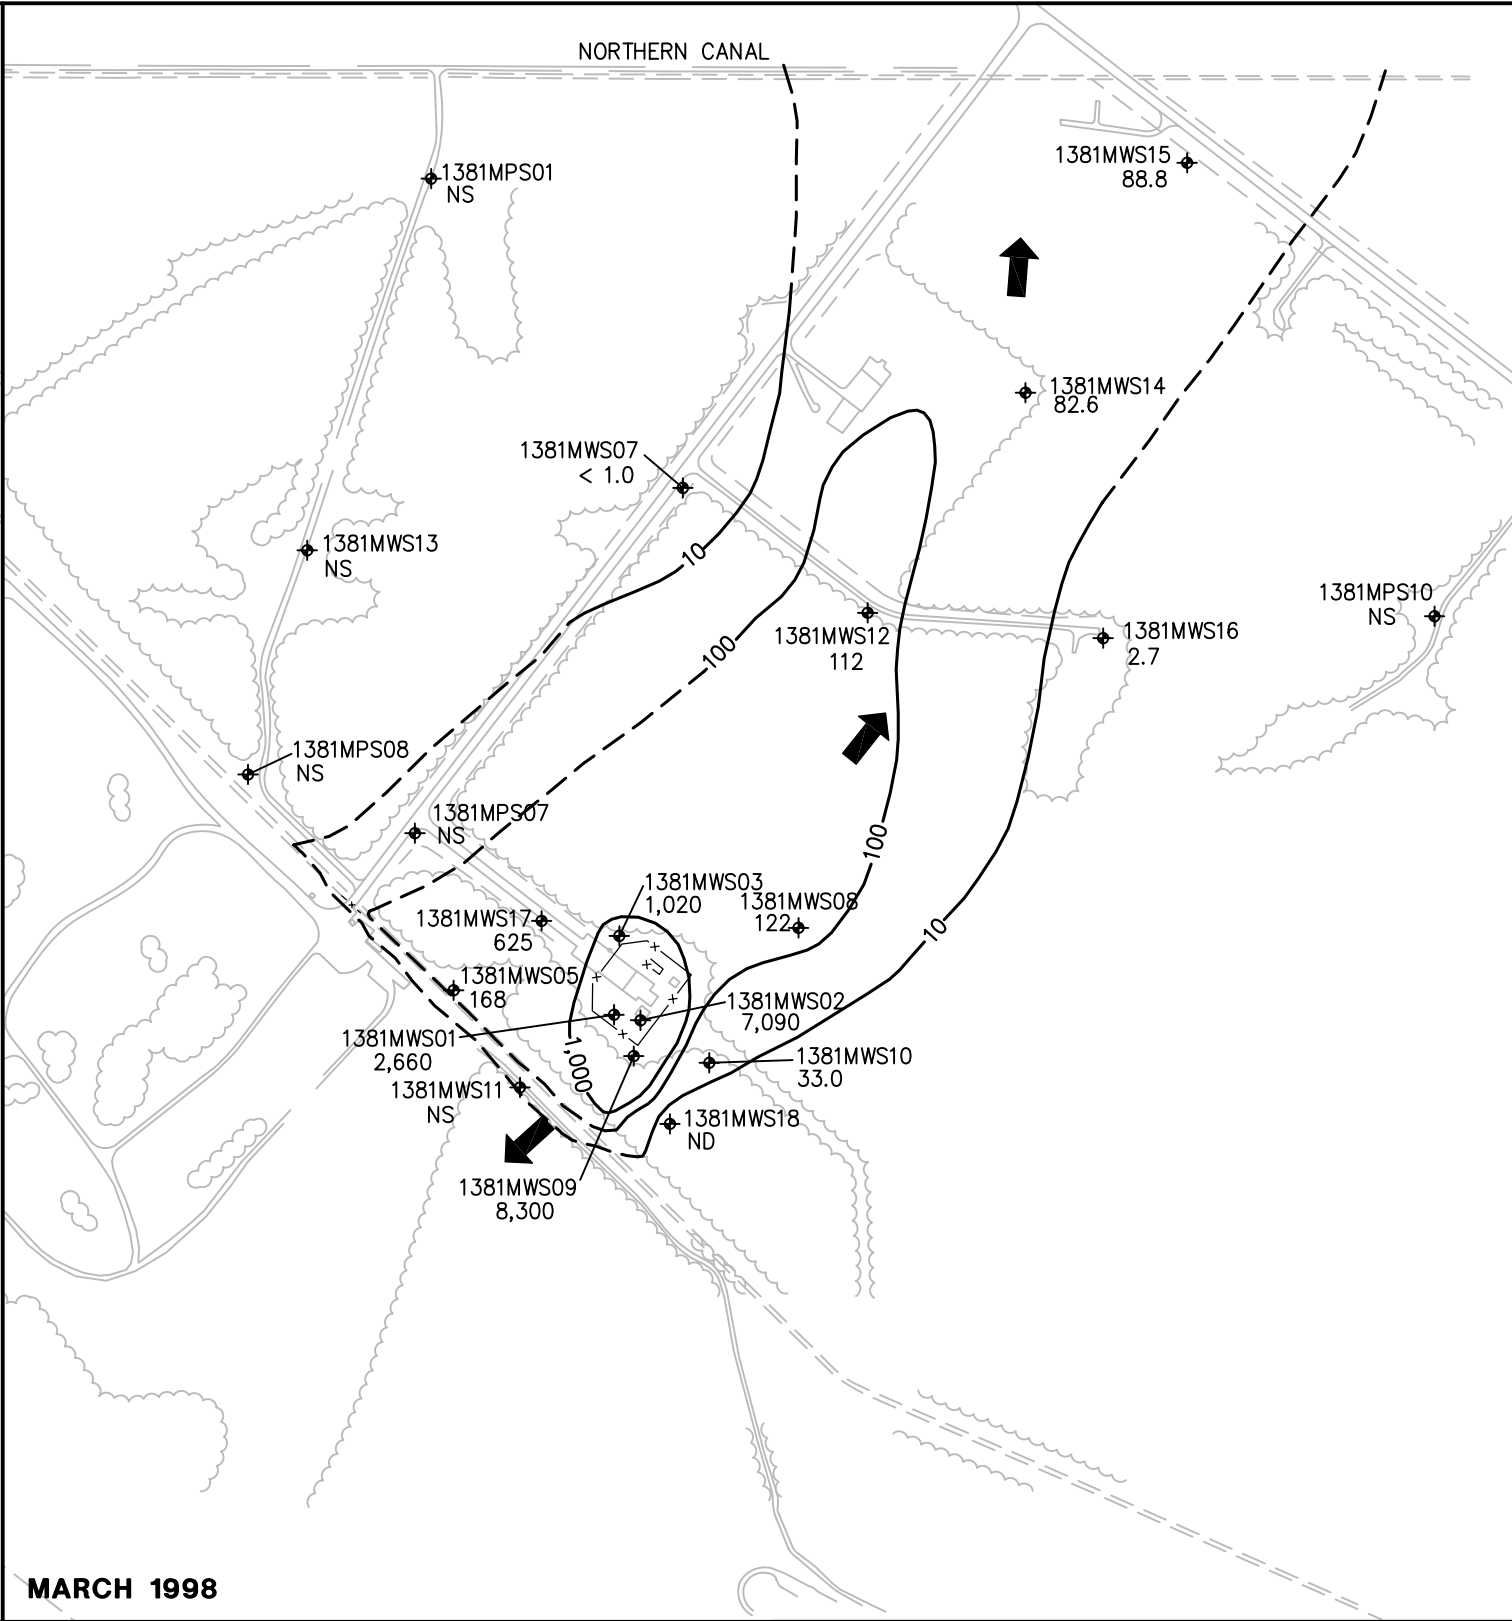 NORTHERN CANAL
1381MWS15
88.8
1381MPS01
NS
1381MWS14
82.6
1381MWS07
< 1.0
1381MWS13
NS
10
1381MPS10
NS
1381MWS12
112
1381MWS16
2.7
100
1381MPS08
NS
1381MPS07
NS
100
1381MWS03
1,020
1381MWS08
122
1381MWS17
625
10
1381MWS05
168
1381MWS02
7,090
1381MWS01
2,660
1,000
1381MWS10
33.0
1381MWS11
NS
1381MWS18
ND
1381MWS09
8,300
MARCH 1998